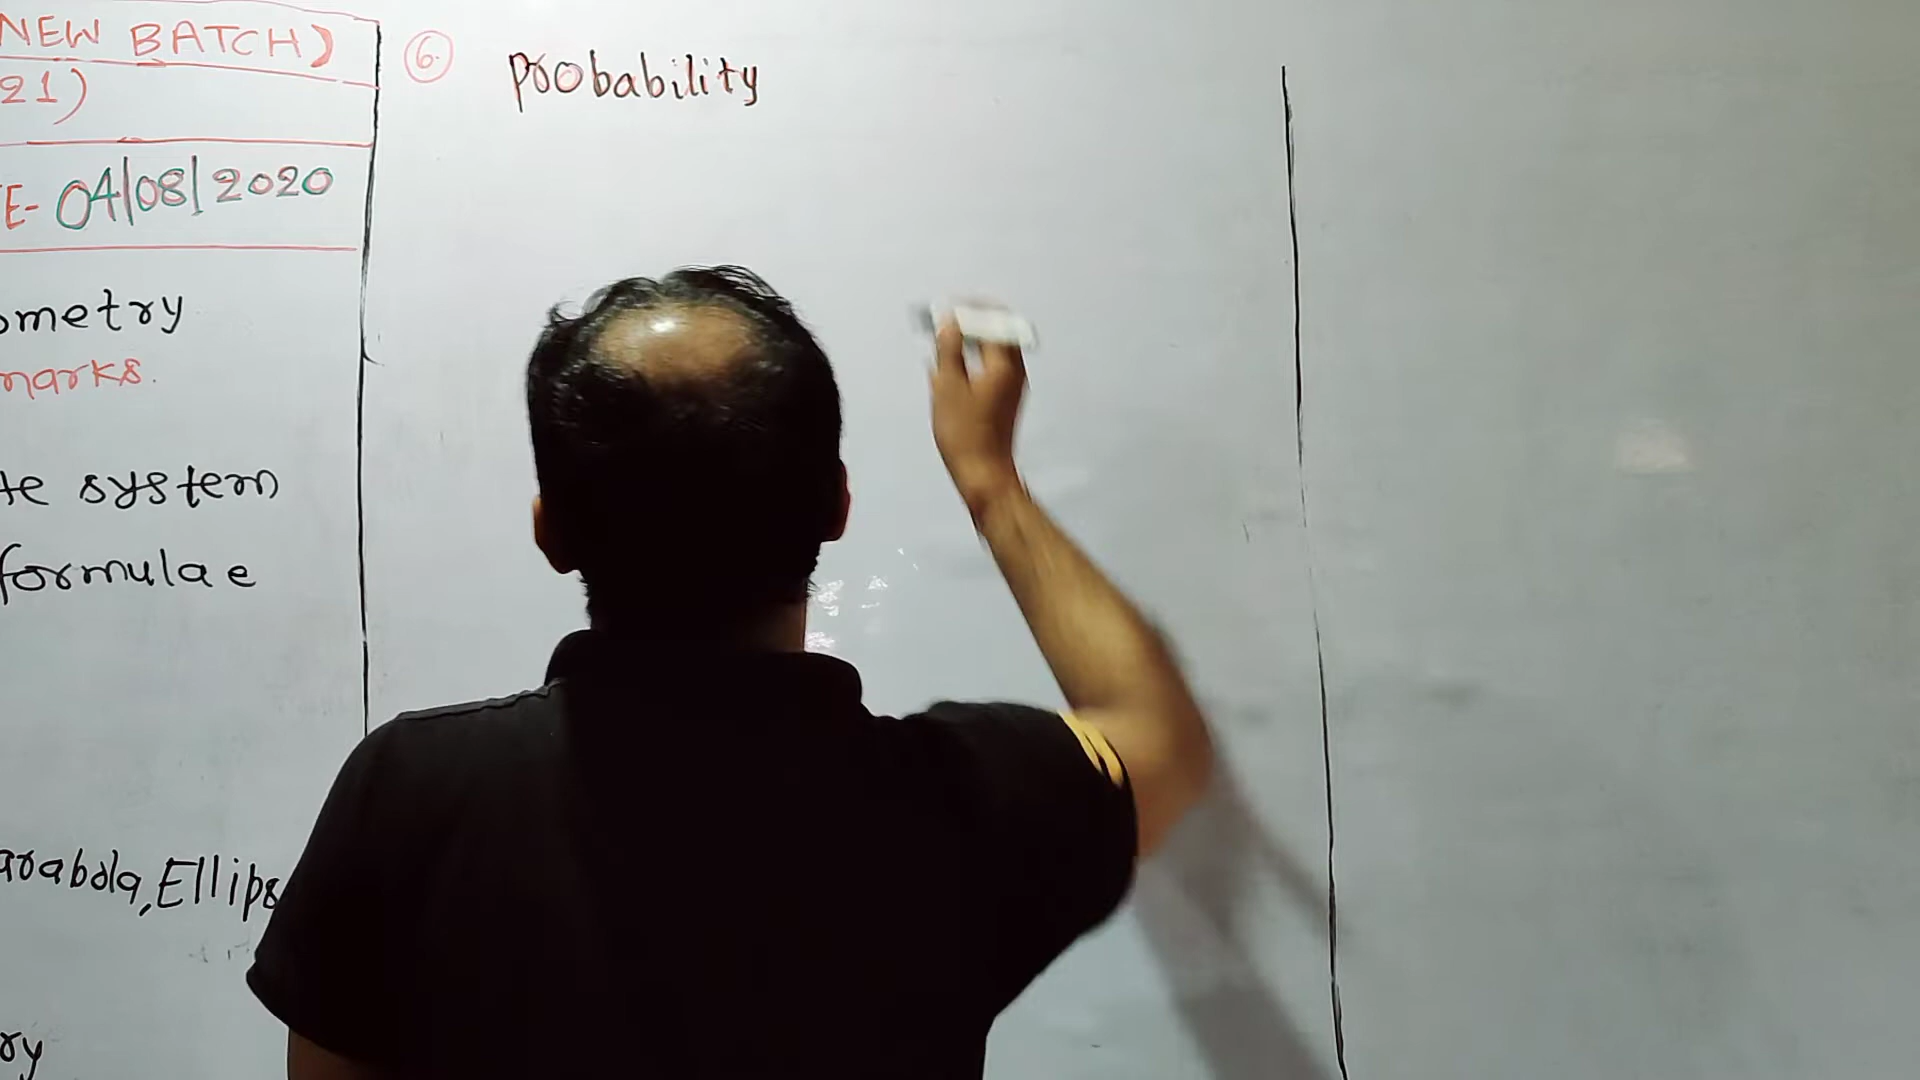 NEW BATCH)
21)
E- 04/08/2020
ometry
marks.
te system
formulae
arabola, Ellips
ry
6. probability